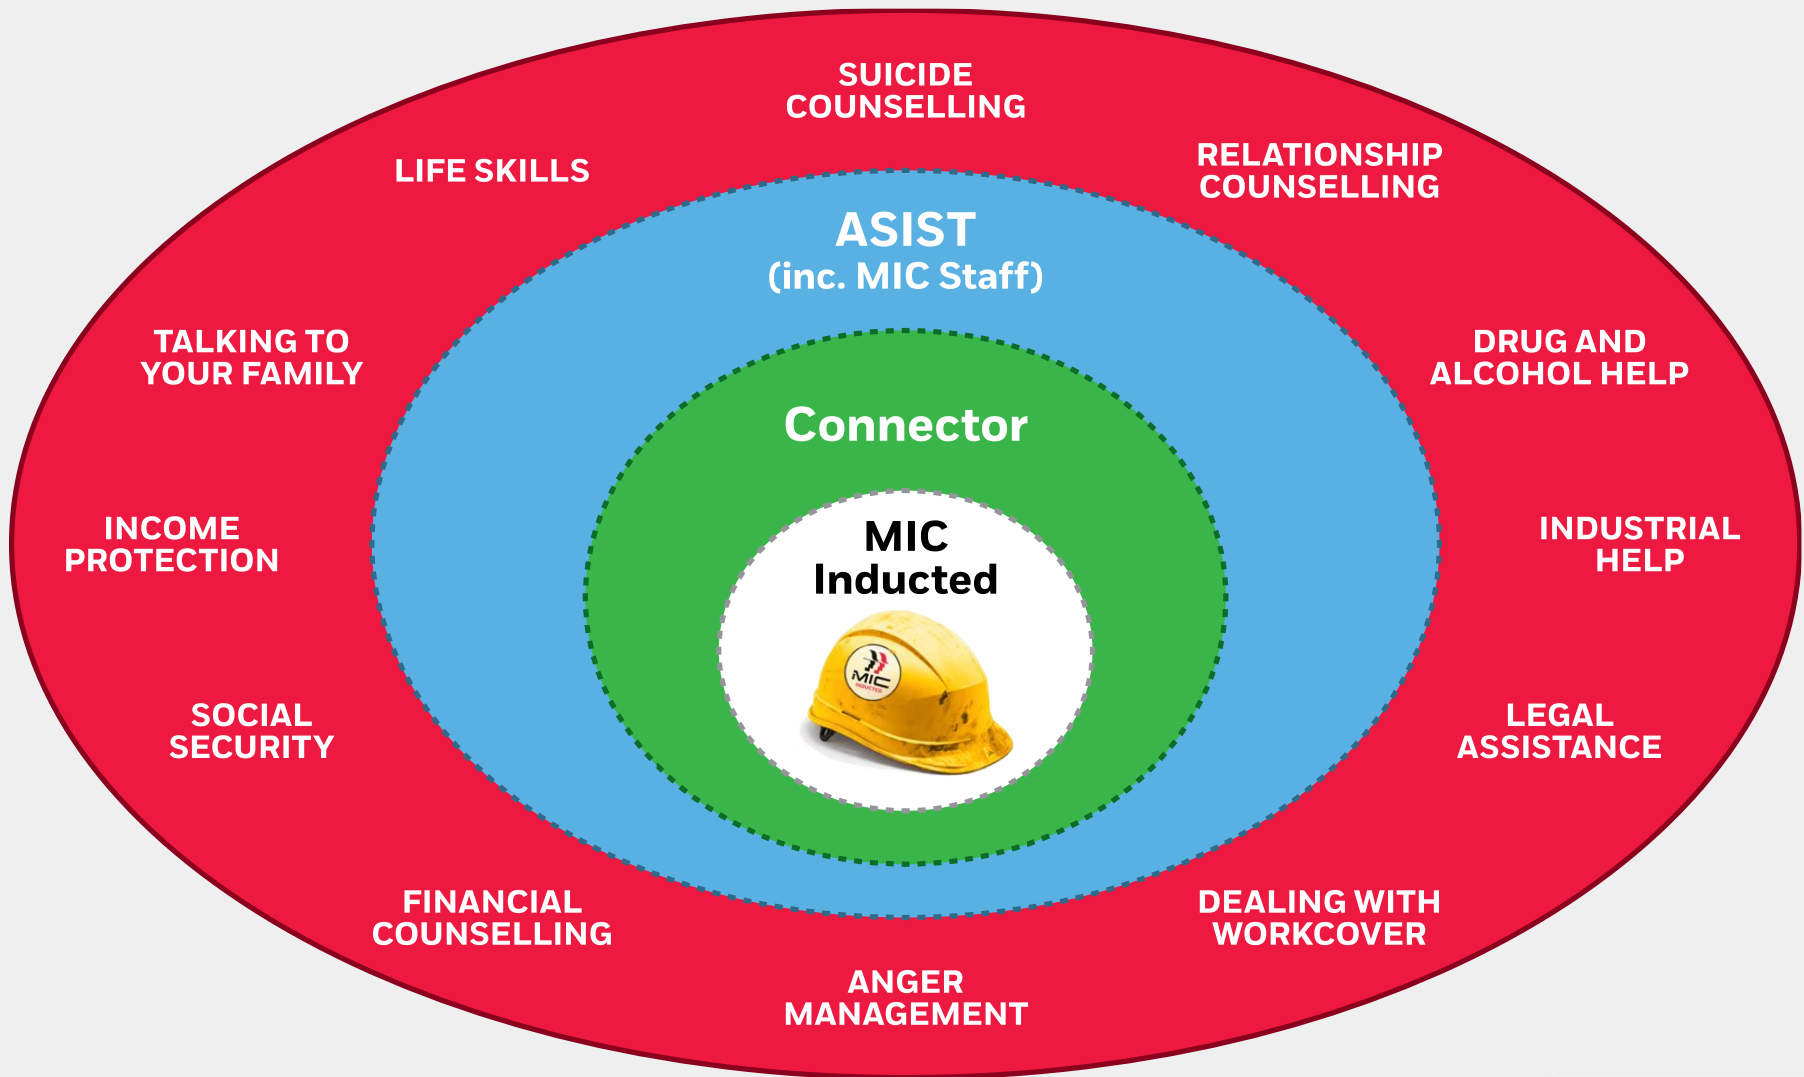 SUICIDE
COUNSELLING
LIFE SKILLS
RELATIONSHIP
COUNSELLING
ASIST
(inc. MIC Staff)
TALKING TO
YOUR FAMILY
DRUG AND
ALCOHOL HELP
Connector
INCOME
PROTECTION
MIC
Inducted
INDUSTRIAL
HELP
MIC
INDUCTED
SOCIAL
SECURITY
LEGAL
ASSISTANCE
FINANCIAL
COUNSELLING
DEALING WITH
WORKCOVER
ANGER
MANAGEMENT